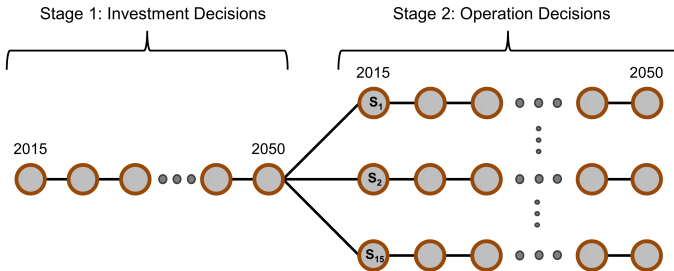 Stage 1: Investment Decisions
Stage 2: Operation Decisions
2015
2050
S₁
2015
2050
S₂
S₁₅